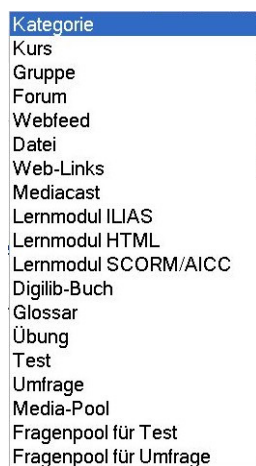 Kategorie
Kurs
Gruppe
Forum
Webfeed
Datei
Web-Links
Mediacast
Lernmodul ILIAS
Lernmodul HTML
Lernmodul SCORM/AICC
Digilib-Buch
Glossar
Übung
Test
Umfrage
Media-Pool
Fragenpool für Test
Fragenpool für Umfrage